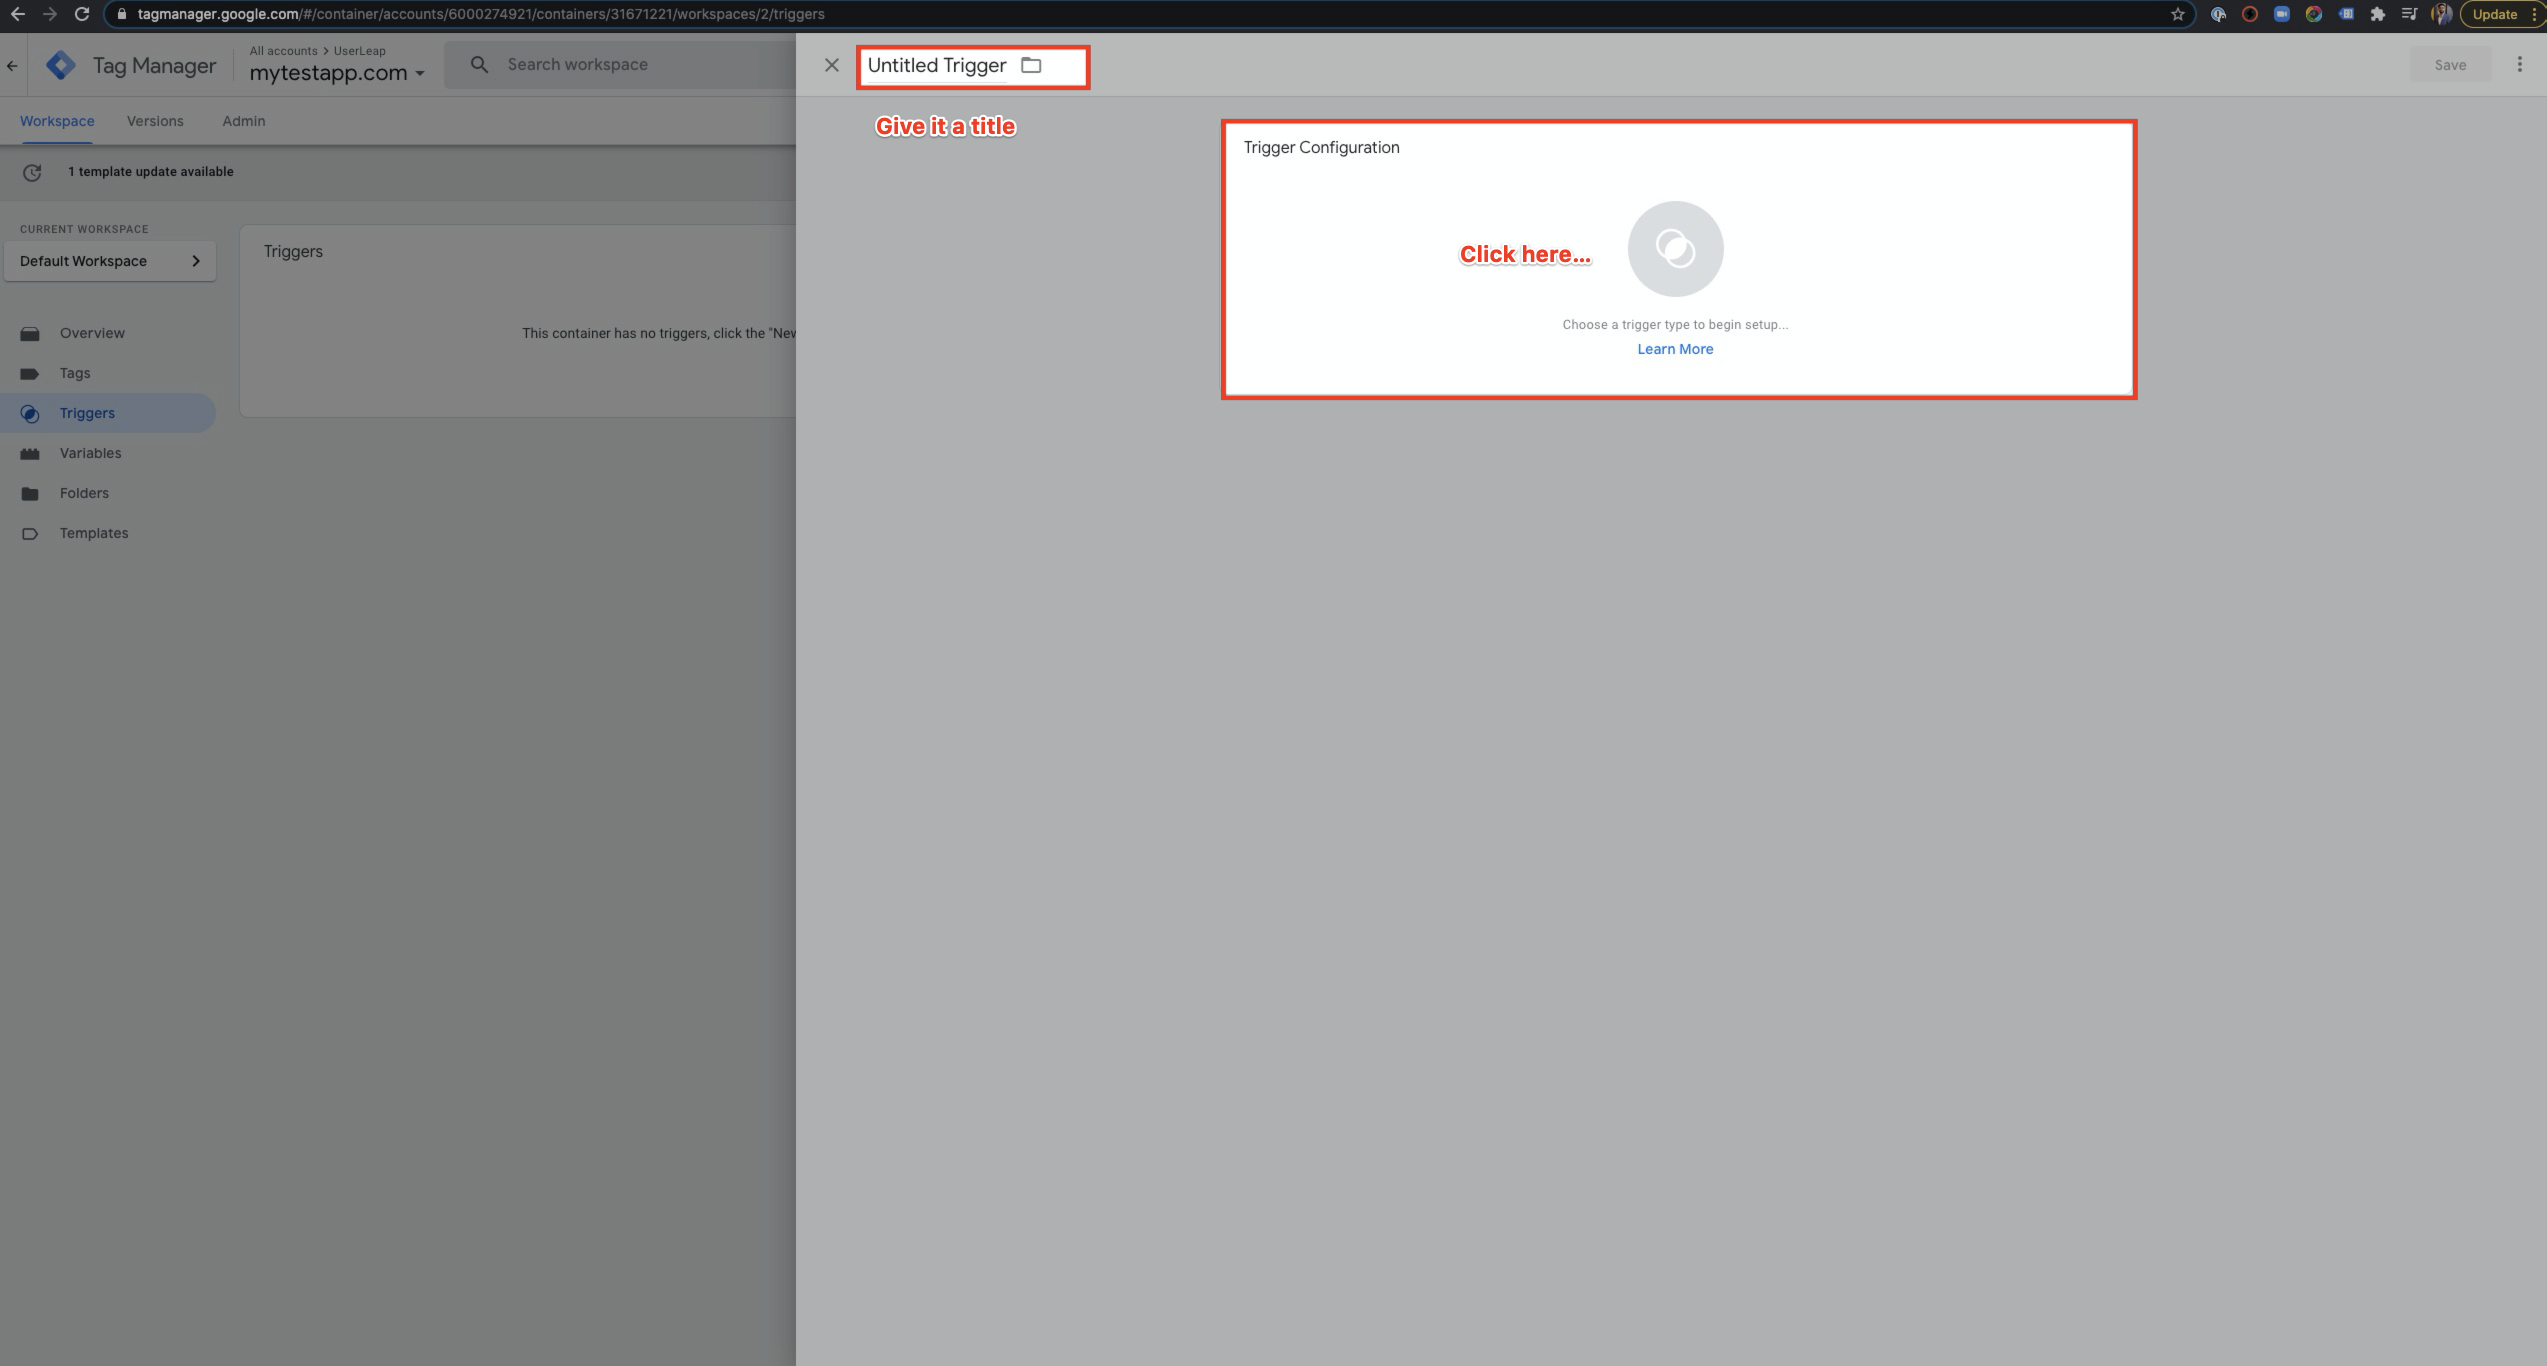 tagmanager.google.com/#/container/accounts/6000274921/containers/31671221/workspaces/2/triggers
Update
All accounts > UserLeap
Tag Manager
mytestapp.com
Search workspace
Untitled Trigger
Save
Workspace
Versions
Admin
Give it a title
1 template update available
Trigger Configuration
CURRENT WORKSPACE
Default Workspace
Triggers
Click here...
Choose a trigger type to begin setup...
Learn More
This container has no triggers, click the "New
Overview
Tags
Triggers
Variables
Folders
Templates